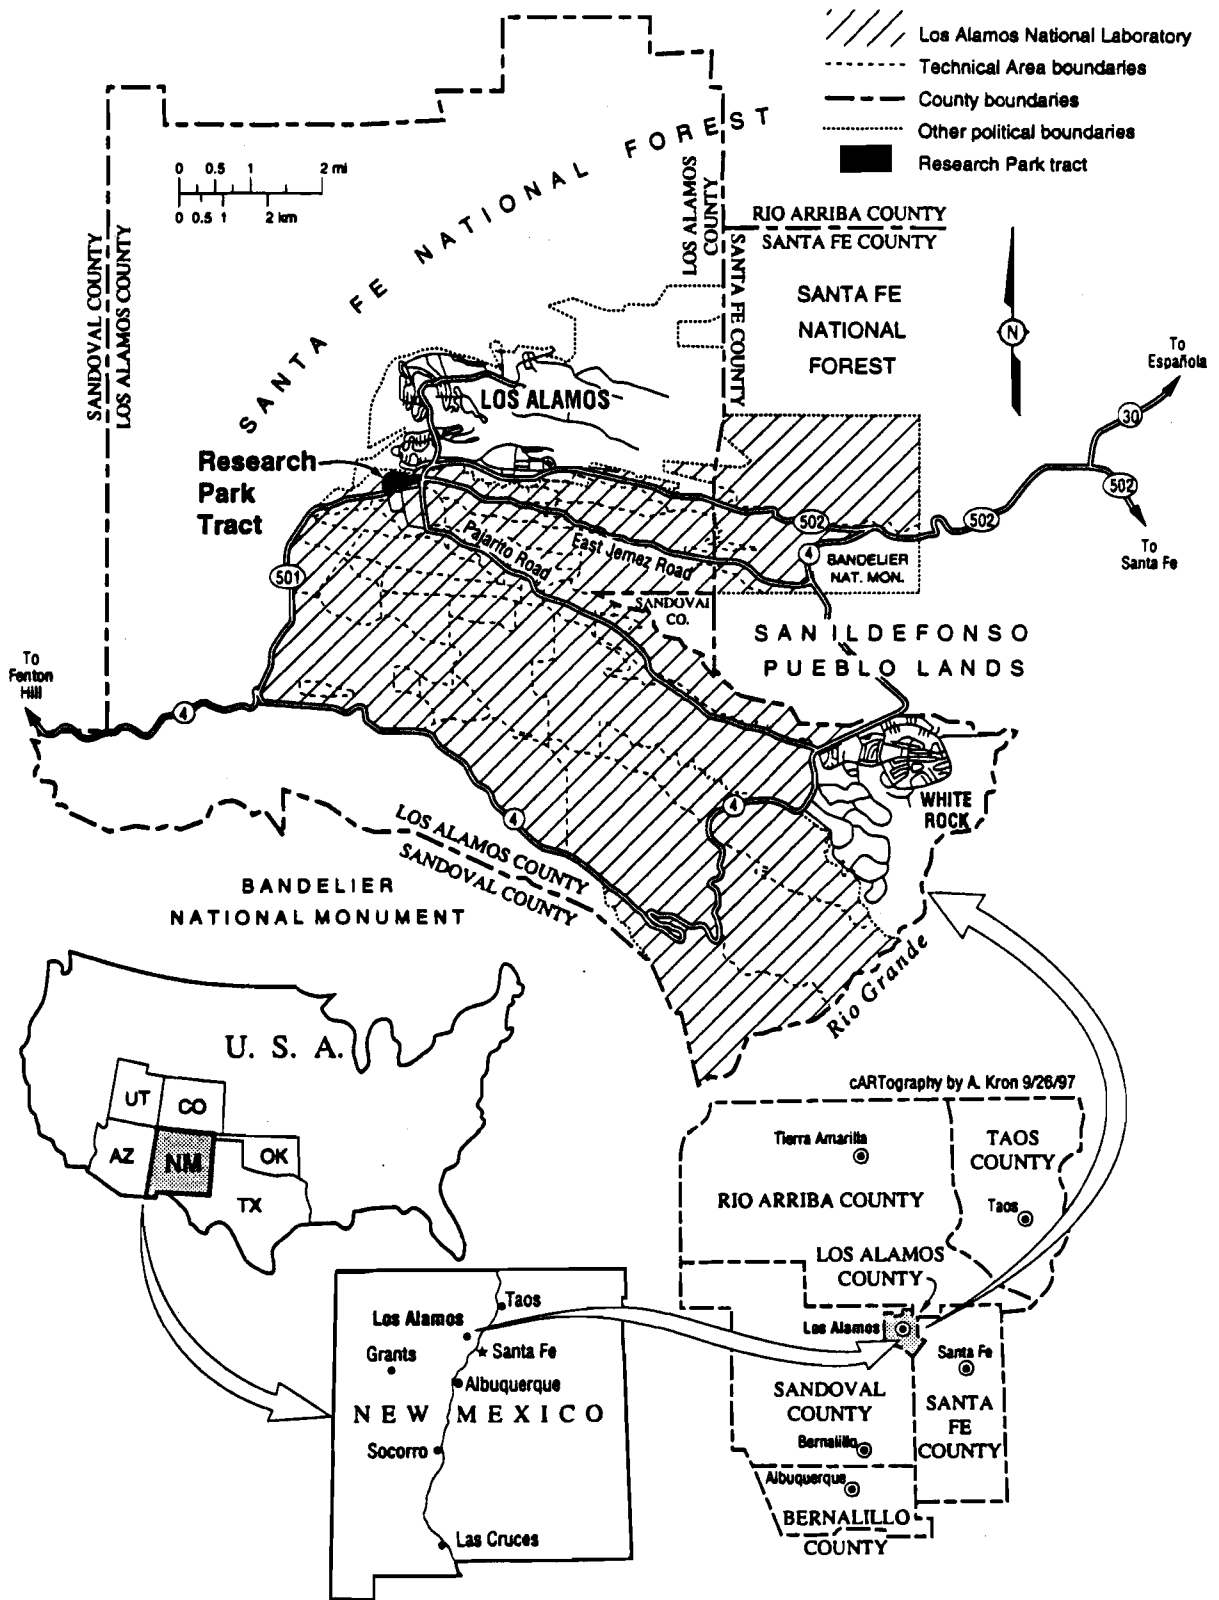 Los Alamos National Laboratory
Technical Area boundaries
County boundaries
Other political boundaries
Research Park tract
0 0.5 1 2 mi
0 0.5 1 2 km
SANTA FE NATIONAL FOREST
SANDOVAL COUNTY
LOS ALAMOS COUNTY
LOS ALAMOS
COUNTY
SANTA FE COUNTY
RIO ARRIBA COUNTY
SANTA FE COUNTY
SANTA FE
NATIONAL
FOREST
N
To
Española
30
502
To
Santa Fe
502
502
4
BANDELIER
NAT. MON.
LOS ALAMOS
Research
Park
Tract
Pajarito Road
East Jemez Road
501
SANDOVAL
CO.
SAN ILDEFONSO
PUEBLO LANDS
To
Fenton
Hill
4
4
4
WHITE
ROCK
LOS ALAMOS COUNTY
SANDOVAL COUNTY
BANDELIER
NATIONAL MONUMENT
Rio Grande
U. S. A.
UT
CO
AZ
NM
OK
TX
cARTography by A. Kron 9/26/97
Tierra Amarilla
TAOS
COUNTY
RIO ARRIBA COUNTY
Taos
LOS ALAMOS
COUNTY
Los Alamos
Santa Fe
SANDOVAL
COUNTY
SANTA
FE
COUNTY
Bernalillo
Albuquerque
BERNALILLO
COUNTY
Taos
Los Alamos
Santa Fe
Grants
Albuquerque
NEW MEXICO
Socorro
Las Cruces